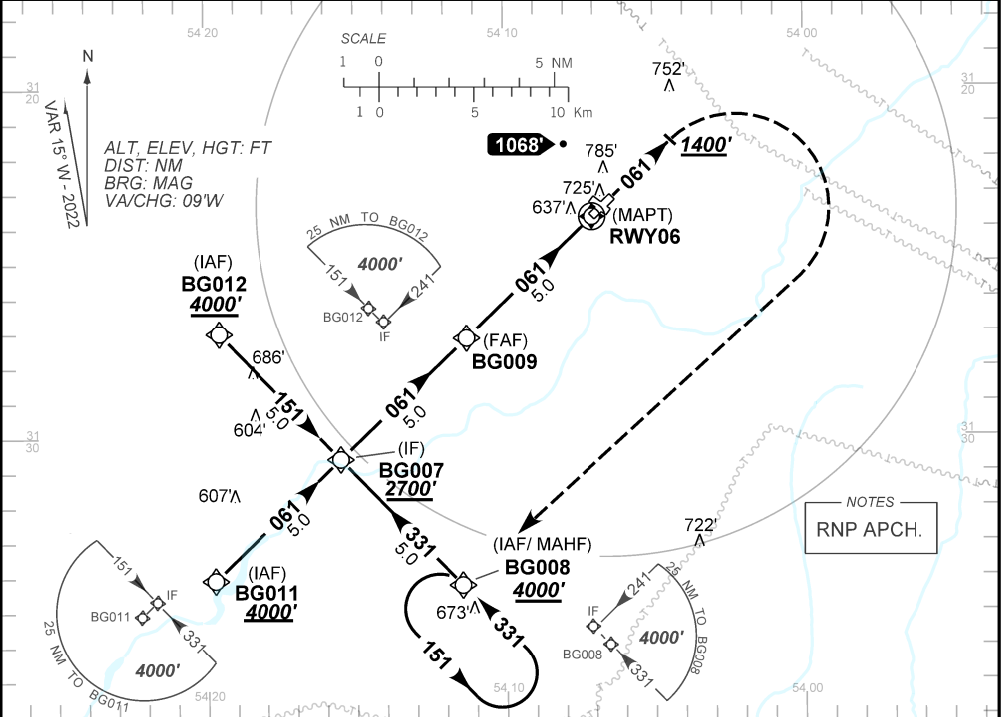 54 20
54 10
54 00
SCALE
1 0 5 NM
1 0 5 10 Km
N
VAR 15° W - 2022
31
20
31
20
ALT, ELEV, HGT: FT
DIST: NM
BRG: MAG
VA/CHG: 09'W
752'
1068'
785'
725'
637'
061
1400'
(MAPT)
RWY06
25 NM TO BG012
4000'
151
241
BG012
IF
(IAF)
BG012
4000'
061
5.0
(FAF)
BG009
686'
151
5.0
604'
061
5.0
31
30
31
30
(IF)
BG007
2700'
607'
061
5.0
331
5.0
NOTES
RNP APCH.
722'
(IAF/ MAHF)
BG008
4000'
(IAF)
BG011
4000'
151
IF
BG011
331
4000'
25 NM TO BG011
673'
331
151
241
IF
BG008
331
4000'
25 NM TO BG008
54 20
54 10
54 00